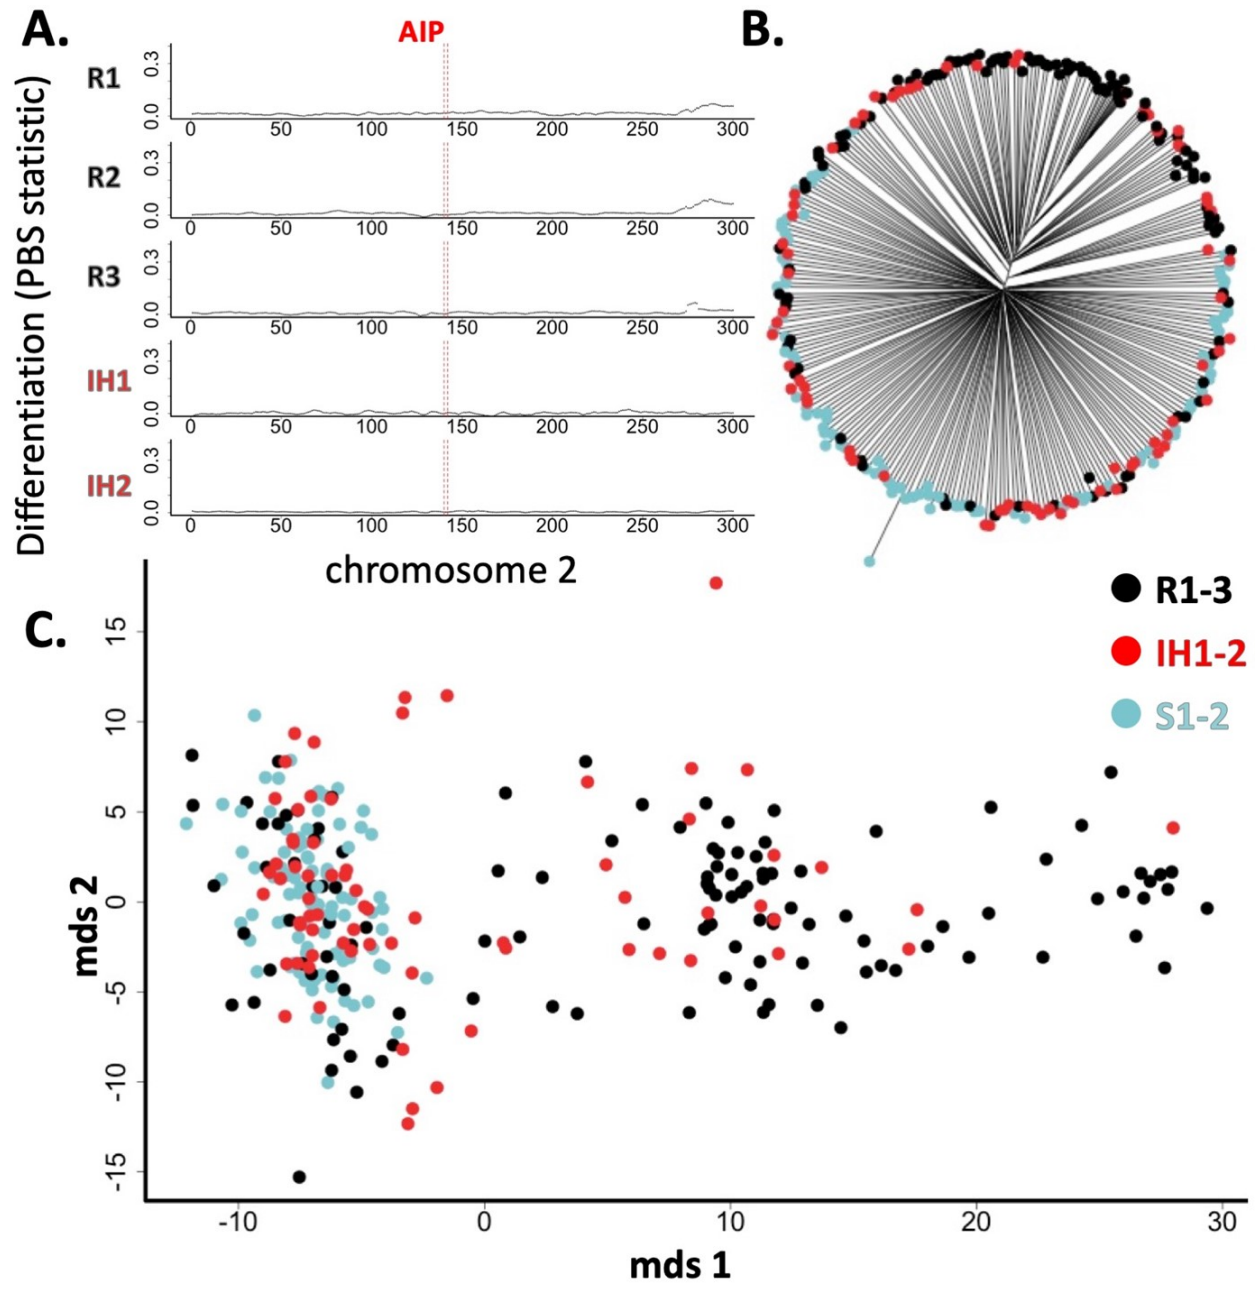 A.
B.
AIP
Differentiation (PBS statistic)
R1
0.3
0.0
0 50 100 150 200 250 300
R2
0.3
0.0
0 50 100 150 200 250 300
R3
0.3
0.0
0 50 100 150 200 250 300
IH1
0.3
0.0
0 50 100 150 200 250 300
IH2
0.3
0.0
0 50 100 150 200 250 300
chromosome 2
R1-3
IH1-2
S1-2
C.
mds 2
15
10
5
0
-5
-10
-15
-10 0 10 20 30
mds 1